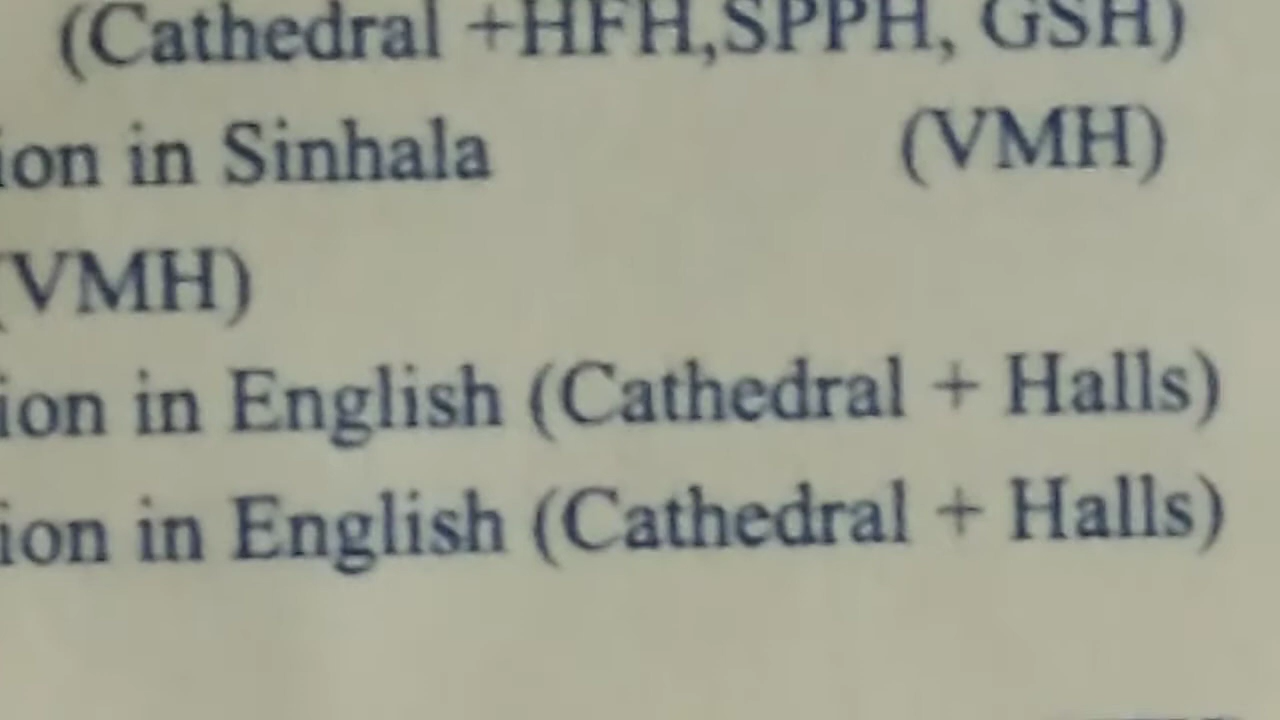 (Cathedral +HFH,SPPH, GSH)
ion in Sinhala (VMH)
(VMH)
ion in English (Cathedral + Halls)
ion in English (Cathedral + Halls)